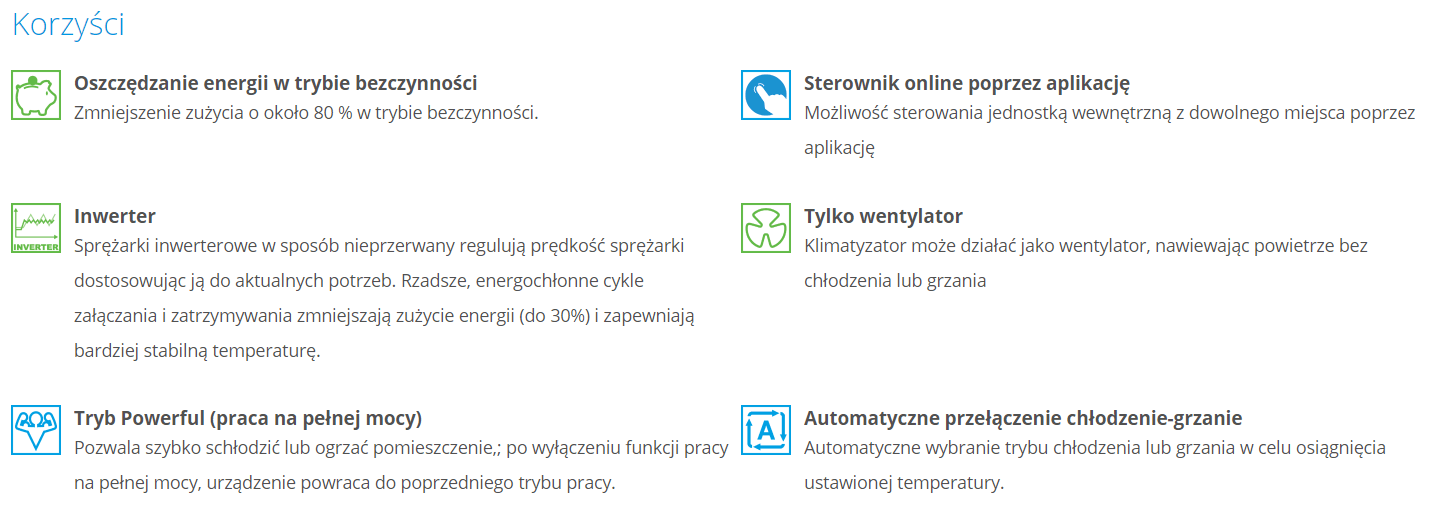 Korzyści
Oszczędzanie energii w trybie bezczynności
Zmniejszenie zużycia o około 80 % w trybie bezczynności.
Sterownik online poprzez aplikację
Możliwość sterowania jednostką wewnętrzną z dowolnego miejsca poprzez
aplikację
INVERTER
Inwerter
Sprężarki inwerterowe w sposób nieprzerwany regulują prędkość sprężarki
dostosowując ją do aktualnych potrzeb. Rzadsze, energochłonne cykle
załączania i zatrzymywania zmniejszają zużycie energii (do 30%) i zapewniają
bardziej stabilną temperaturę.
Tylko wentylator
Klimatyzator może działać jako wentylator, nawiewając powietrze bez
chłodzenia lub grzania
Tryb Powerful (praca na pełnej mocy)
Pozwala szybko schłodzić lub ogrzać pomieszczenie,; po wyłączeniu funkcji pracy
na pełnej mocy, urządzenie powraca do poprzedniego trybu pracy.
A
Automatyczne przełączenie chłodzenie-grzanie
Automatyczne wybranie trybu chłodzenia lub grzania w celu osiągnięcia
ustawionej temperatury.